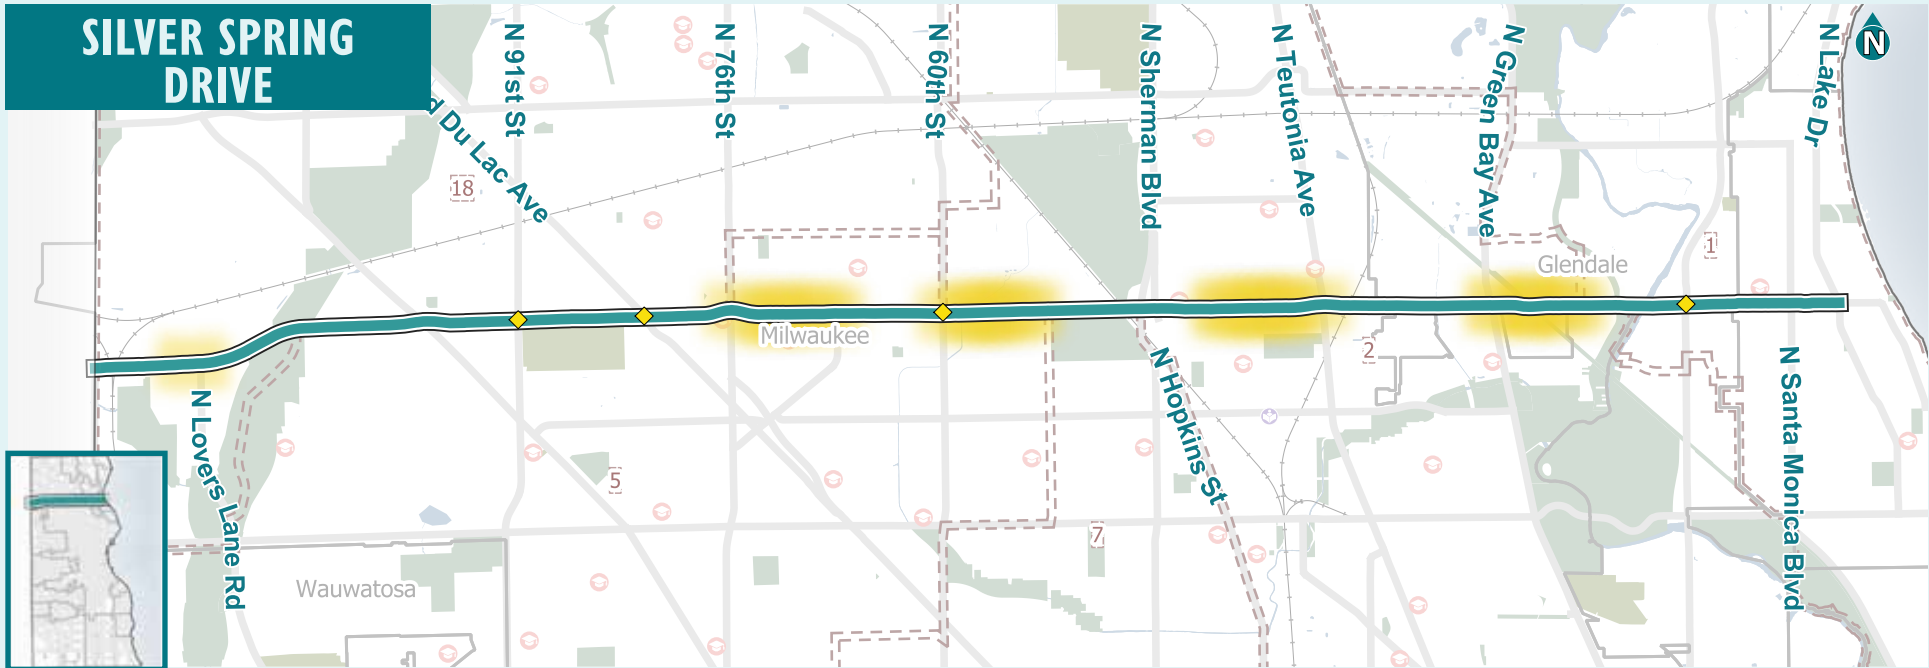 SILVER SPRING
DRIVE
N 91st St
N 76th St
N 60th St
N Sherman Blvd
N Teutonia Ave
N Green Bay Ave
N Lake Dr
N
d Du Lac Ave
18
1
Glendale
Milwaukee
2
N Lovers Lane Rd
N Hopkins St
N Santa Monica Blvd
5
7
Wauwatosa